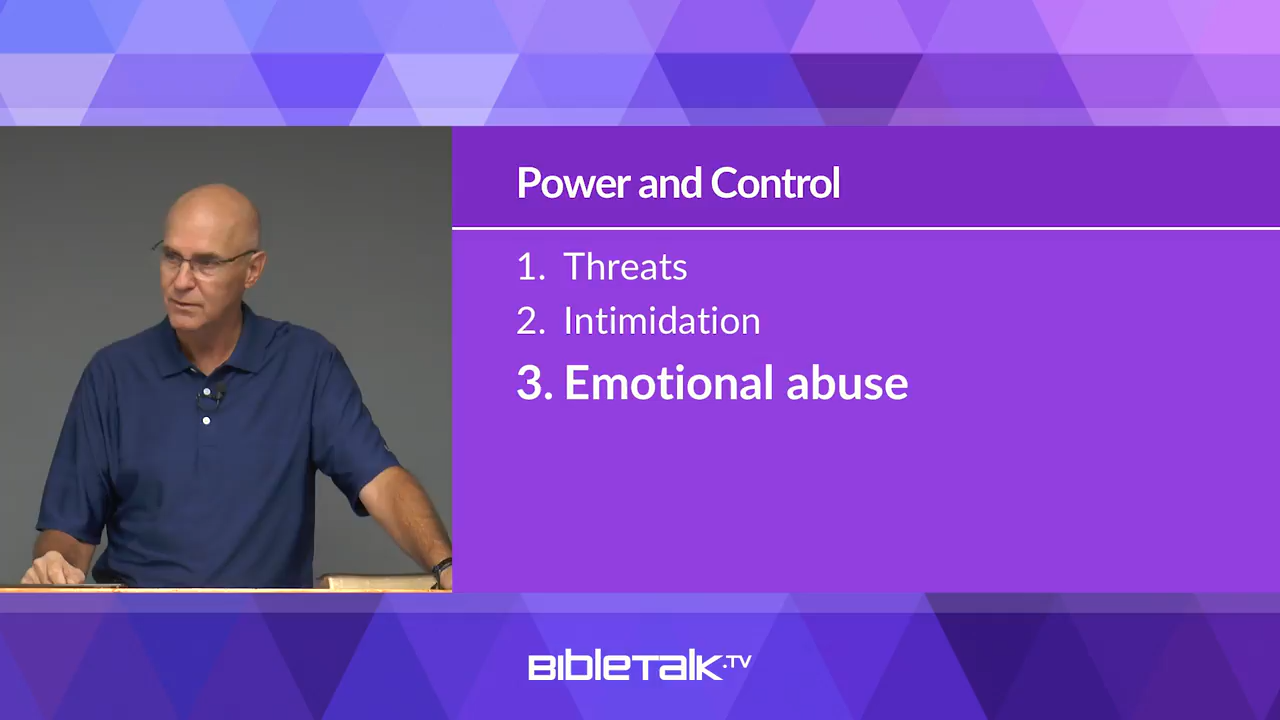 Power and Control
1. Threats
2. Intimidation
3. Emotional abuse
BIBLETALK.TV